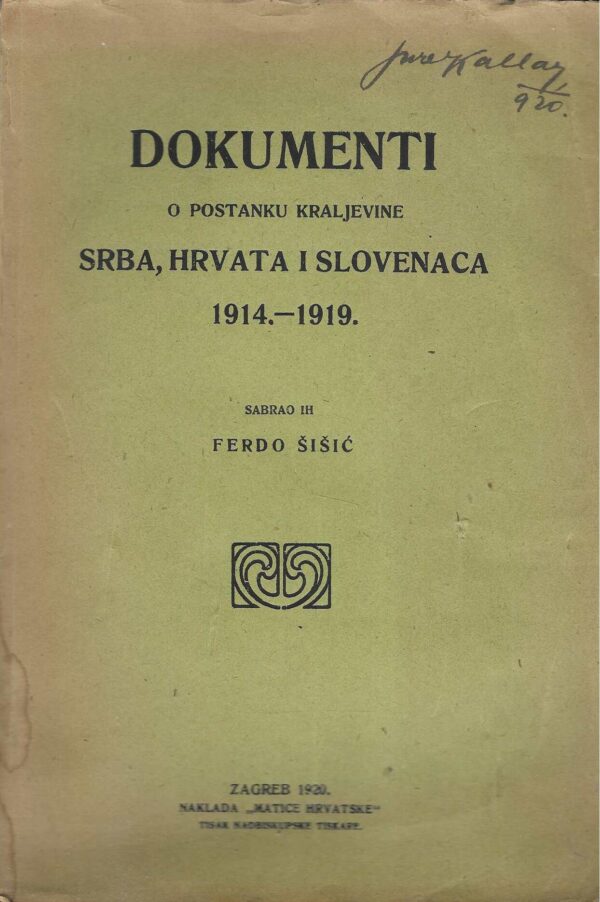 Jure Kallay
920.
DOKUMENTI
O POSTANKU KRALJEVINE
SRBA, HRVATA I SLOVENACA
1914.—1919.
SABRAO IH
FERDO ŠIŠIĆ
ZAGREB 1920.
NAKLADA „MATICE HRVATSKE“
TISAK NADBISKUPSKE TISKARE.